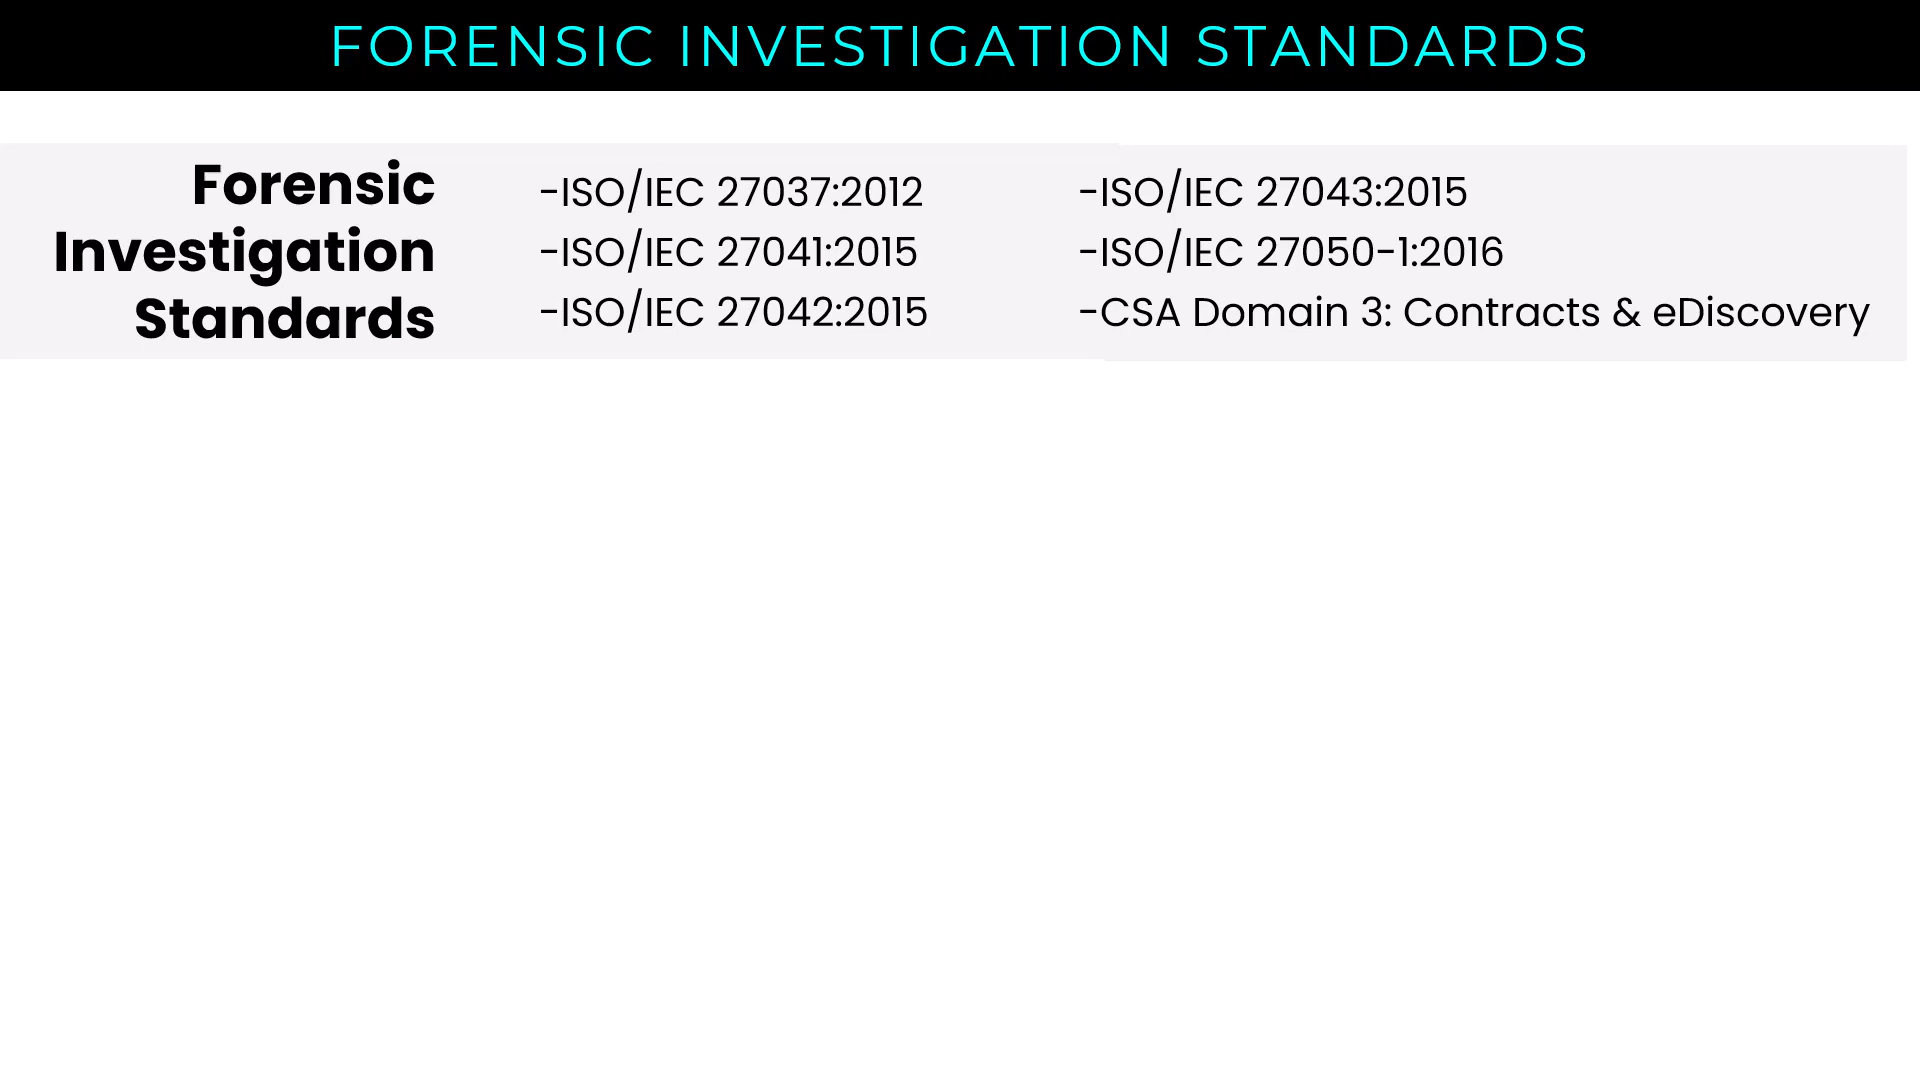 FORENSIC INVESTIGATION STANDARDS
Forensic
Investigation
Standards
-ISO/IEC 27037:2012
-ISO/IEC 27041:2015
-ISO/IEC 27042:2015
-ISO/IEC 27043:2015
-ISO/IEC 27050-1:2016
-CSA Domain 3: Contracts & eDiscovery